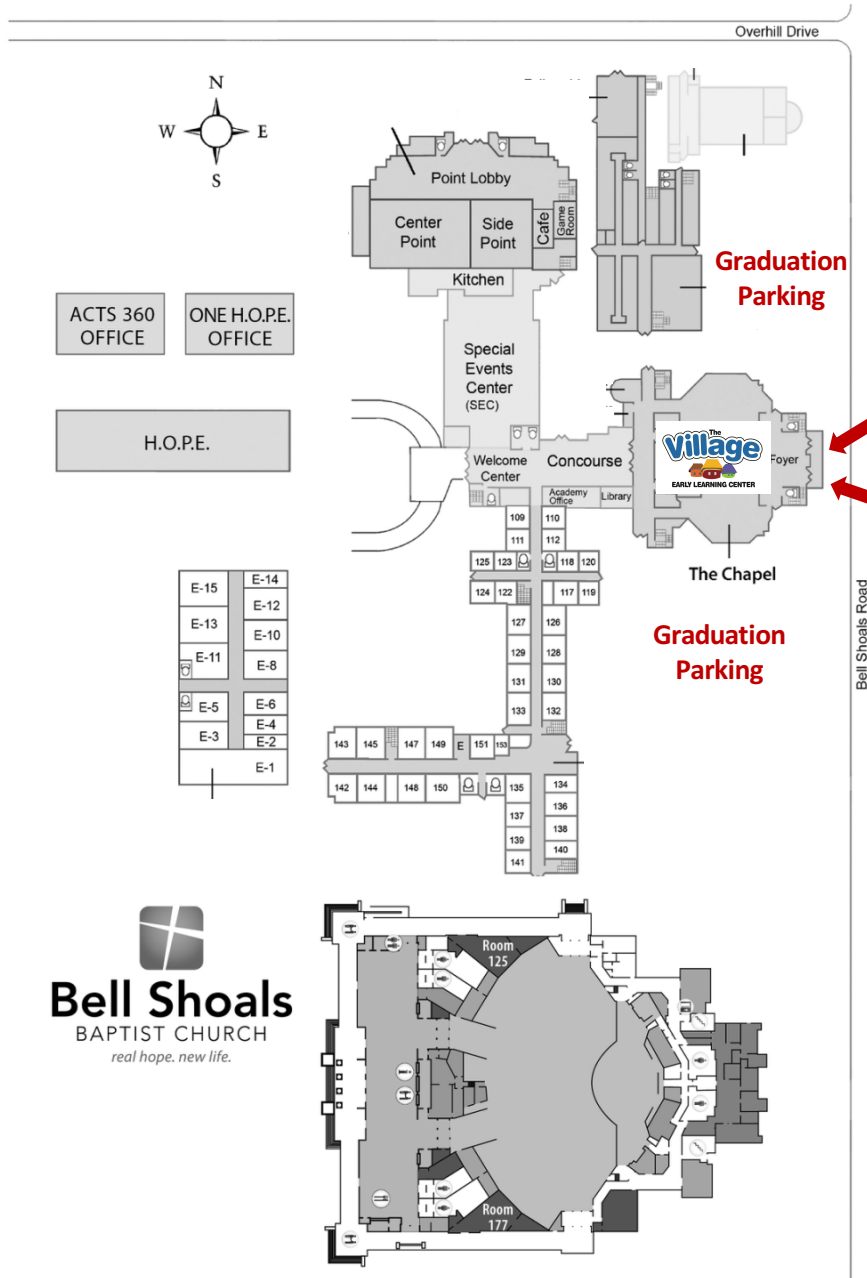 Overhill Drive
N
W
E
S
Point Lobby
Center
Point
Side
Point
Cafe
Game
Room
Kitchen
Graduation
Parking
ACTS 360
OFFICE
ONE H.O.P.E.
OFFICE
Special
Events
Center
(SEC)
H.O.P.E.
Welcome
Center
Concourse
The
Village
EARLY LEARNING CENTER
Foyer
Academy
Office
Library
The Chapel
Bell Shoals Road
Graduation
Parking
109
110
111
112
125
123
118
120
124
122
117
119
127
126
129
128
131
130
133
132
E-15
E-14
E-13
E-12
E-11
E-10
E-8
E-5
E-6
E-3
E-4
E-2
E-1
143
145
147
149
E
151
153
142
144
148
150
135
134
137
136
139
138
141
140
Bell Shoals
BAPTIST CHURCH
real hope. new life.
Room
125
Room
177